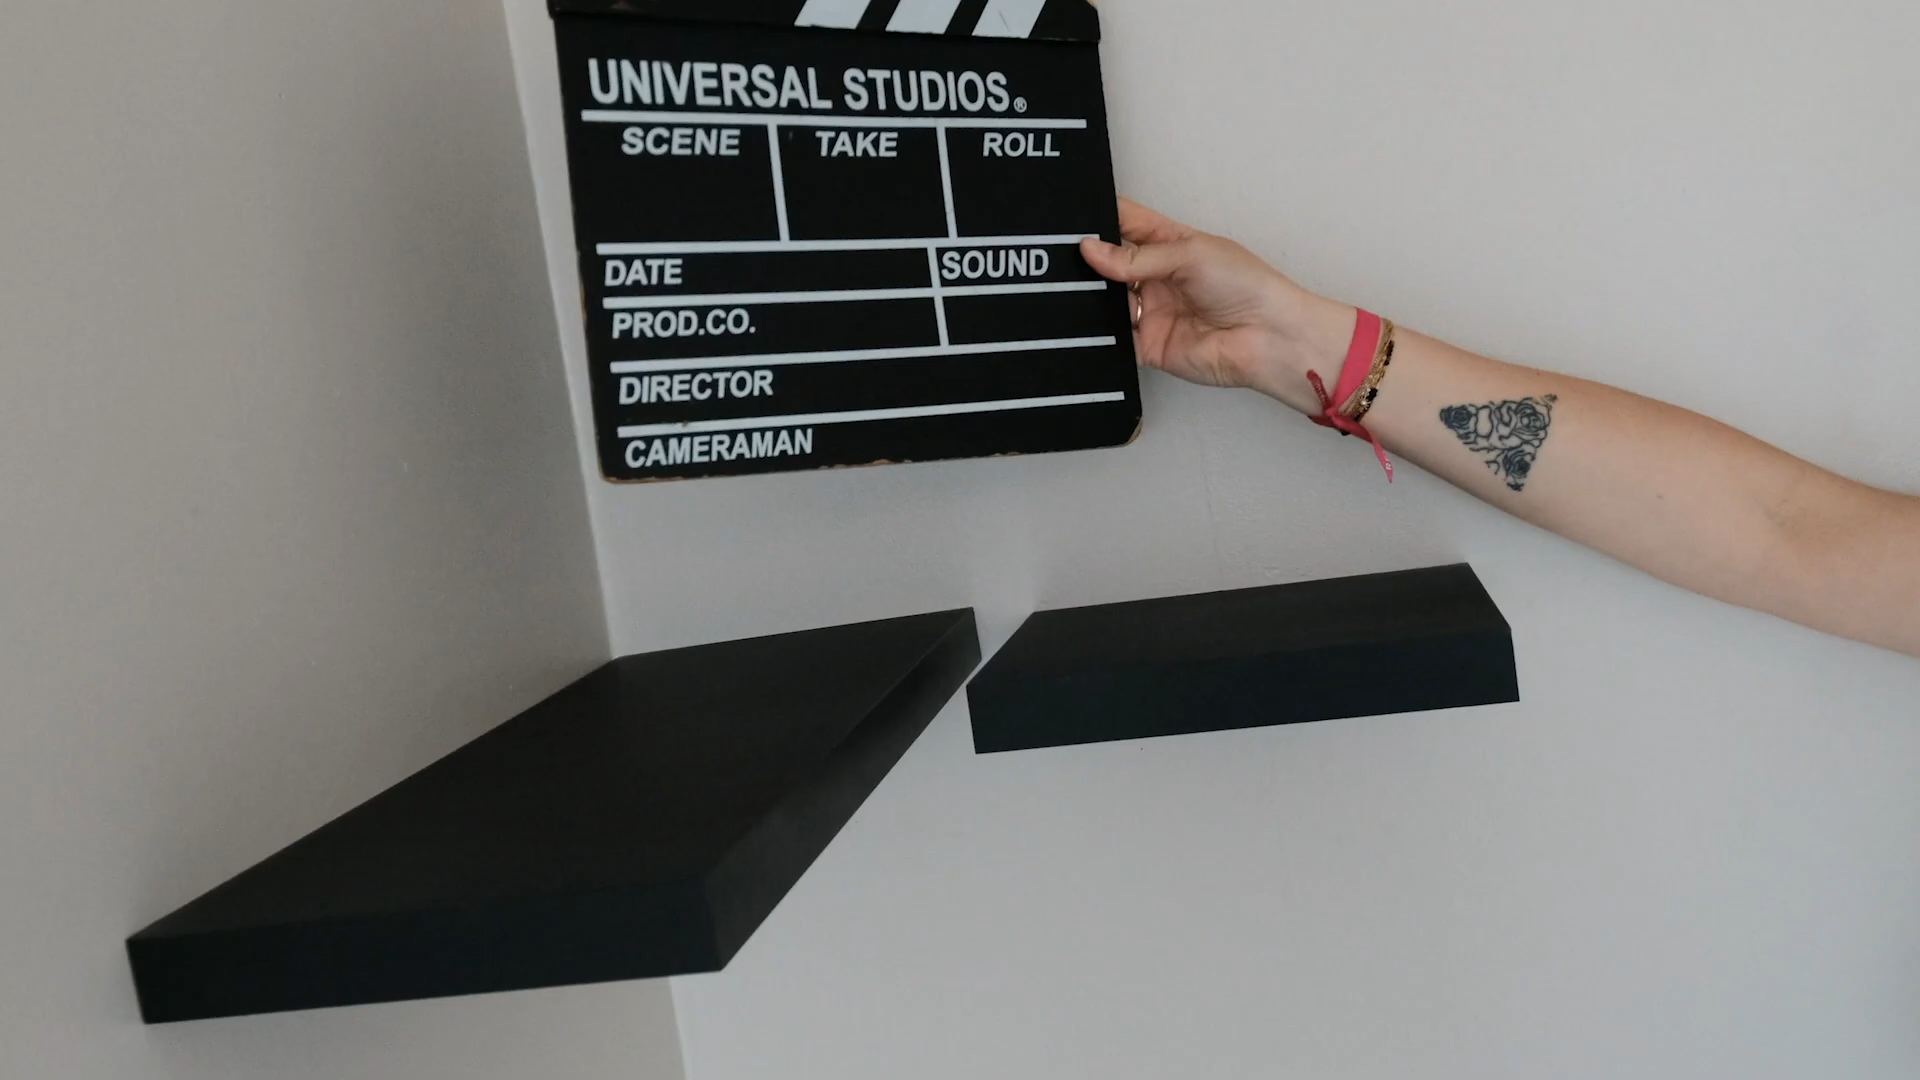 UNIVERSAL STUDIOS®
SCENE TAKE ROLL
DATE SOUND
PROD.CO.
DIRECTOR
CAMERAMAN